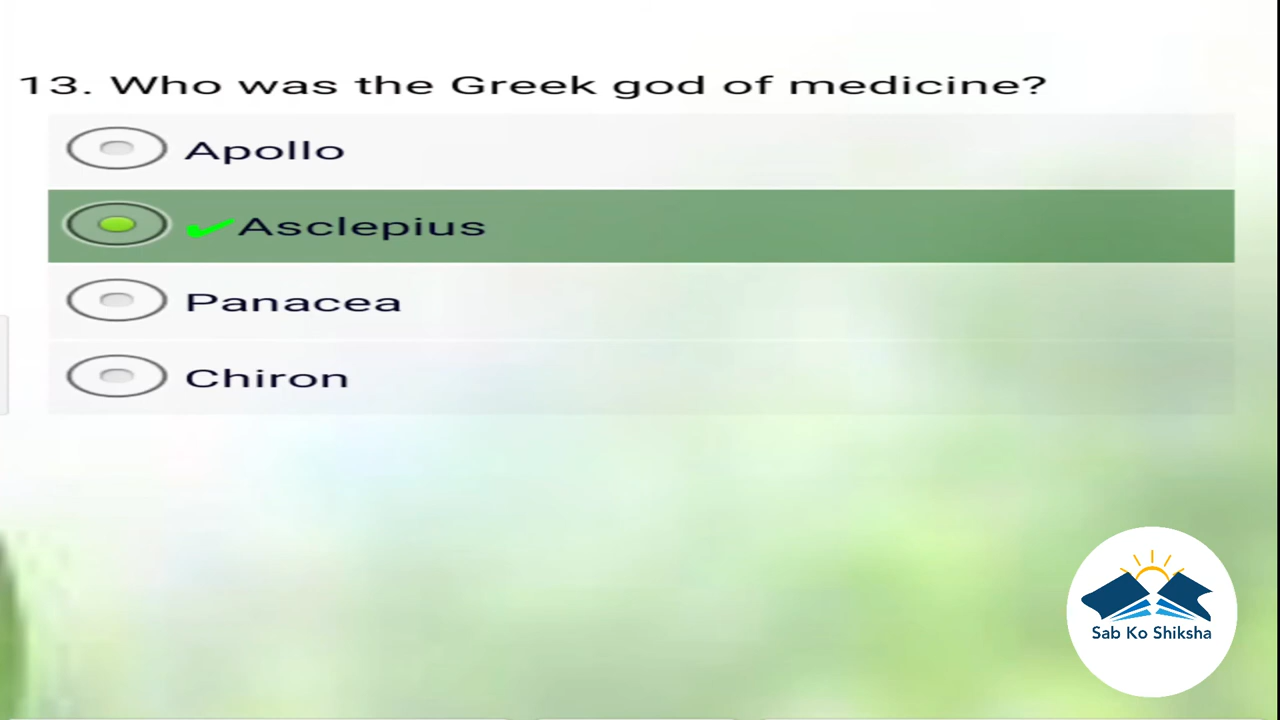 13. Who was the Greek god of medicine?
Apollo
✔Asclepius
Panacea
Chiron
Sab Ko Shiksha